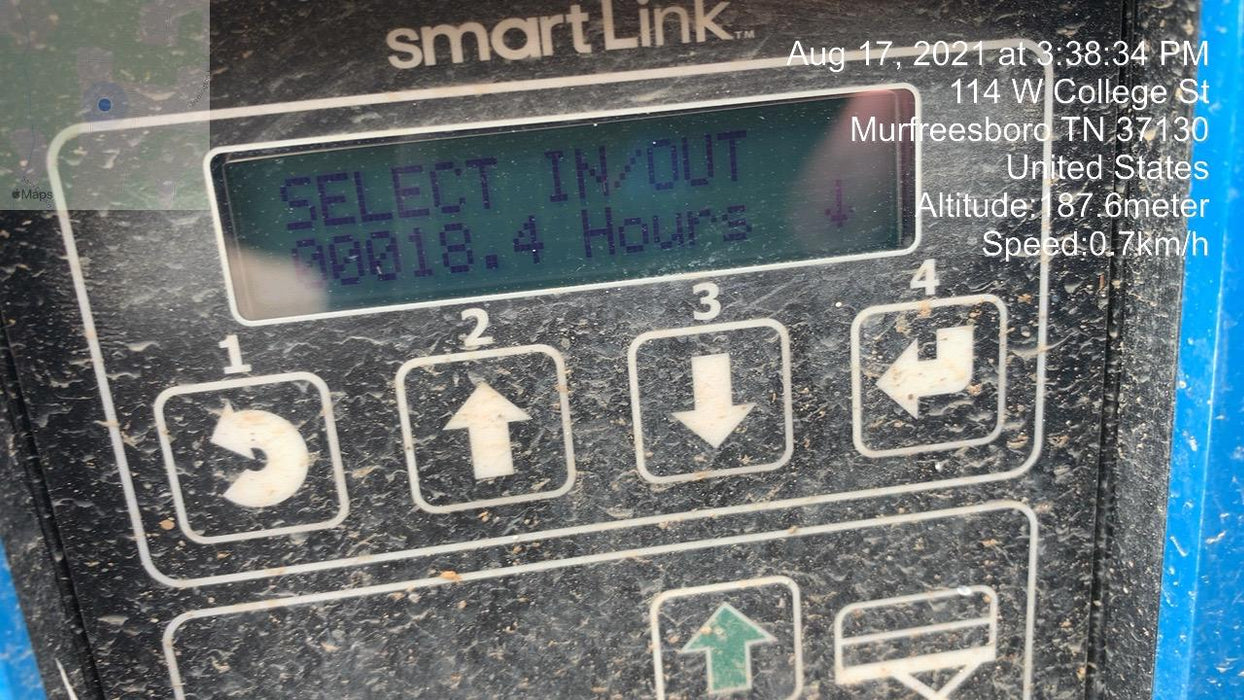 smartLink™
Aug 17, 2021 at 3:38:34 PM
114 W College St
Murfreesboro TN 37130
United States
Altitude:187.6meter
Speed:0.7km/h
Maps
SELECT IN/OUT
00018.4 Hours ↓
1
2
3
4